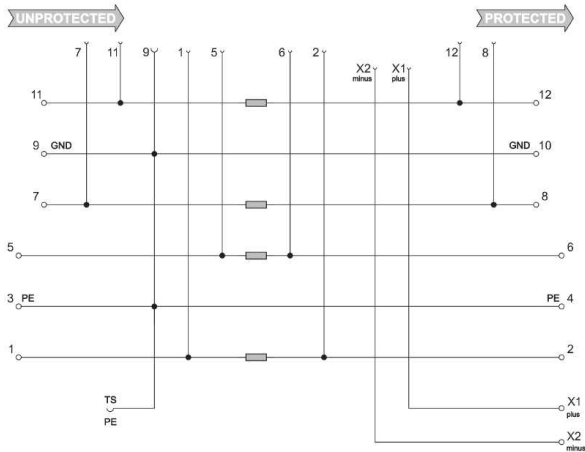 UNPROTECTED PROTECTED
7 11 9 1 5 6 2 X2 minus X1 plus 12 8
11 12
9 GND GND 10
7 8
5 6
3 PE PE 4
1 2
TS
PE
X1
plus
X2
minus